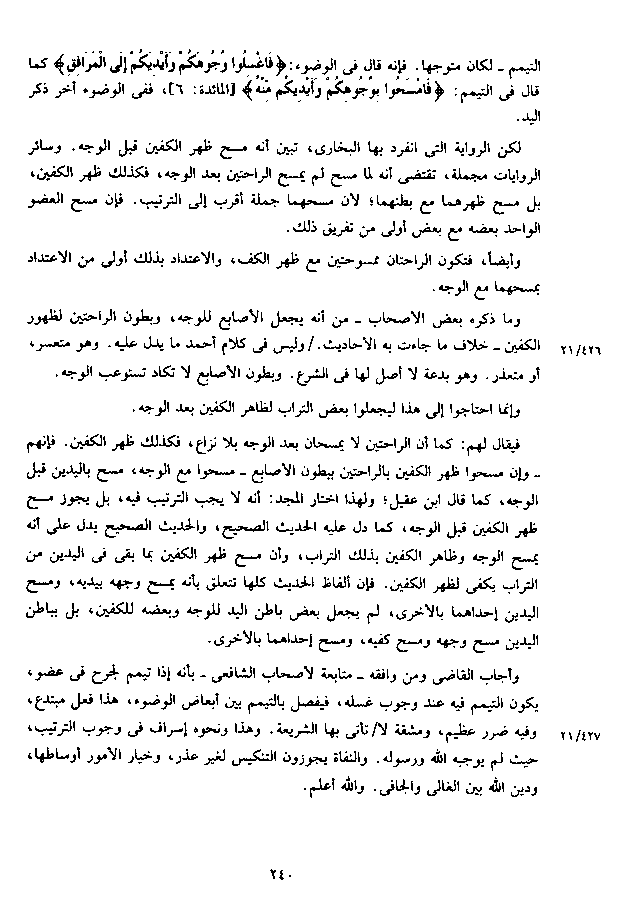 التيمم ـ لكان متوجها. فإنه قال فى الوضوء: ﴿فَاغْسِلُوا وُجُوهَكُمْ وَأَيْدِيَكُمْ إِلَى الْمَرَافِقِ﴾ كما
قال فى التيمم: ﴿فَامْسَحُوا بِوُجُوهِكُمْ وَأَيْدِيكُم مِّنْهُ﴾ [المائدة: ٦]، ففى الوضوء أخر ذكر
اليد.
لكن الرواية التى انفرد بها البخارى، تبين أنه مسح ظهر الكفين قبل الوجه. وسائر
الروايات مجملة، تقتضى أنه لما مسح لم يمسح الراحتين بعد الوجه، فكذلك ظهر الكفين،
بل مسح ظهرهما مع بطنهما؛ لأن مسحهما جملة أقرب إلى الترتيب. فإن مسح العضو
الواحد بعضه مع بعض أولى من تفريق ذلك.
وأيضاً، فتكون الراحتان ممسوحتين مع ظهر الكف، والاعتداد بذلك أولى من الاعتداد
بمسحهما مع الوجه.
وما ذكره بعض الأصحاب ـ من أنه يجعل الأصابع للوجه، وبطون الراحتين لظهور
الكفين ـ خلاف ما جاءت به الأحاديث. / وليس فى كلام أحمد ما يدل عليه. وهو متعسر،
٢١/٤٢٦
أو متعذر. وهو بدعة لا أصل لها فى الشرع. وبطون الأصابع لا تكاد تستوعب الوجه.
وإنما احتاجوا إلى هذا ليجعلوا بعض التراب لظاهر الكفين بعد الوجه.
فيقال لهم: كما أن الراحتين لا يمسحان بعد الوجه بلا نزاع، فكذلك ظهر الكفين. فإنهم
ـ وإن مسحوا ظهر الكفين بالراحتين ببطون الأصابع ـ مسحوا مع الوجه، مسح باليدين قبل
الوجه، كما قال ابن عقيل؛ ولهذا اختار المجد: أنه لا يجب الترتيب فيه، بل يجوز مسح
ظهر الكفين قبل الوجه، كما دل عليه الحديث الصحيح، والحديث الصحيح يدل على أنه
يمسح الوجه وظاهر الكفين بذلك التراب، وأن مسح ظهر الكفين بما بقى فى اليدين من
التراب يكفى لظهر الكفين. فإن ألفاظ الحديث كلها تتعلق بأنه يمسح وجهه بيديه، ومسح
اليدين إحداهما بالأخرى، لم يجعل بعض باطن اليد للوجه وبعضه للكفين، بل بباطن
اليدين مسح وجهه ومسح كفيه، ومسح إحداهما بالأخرى.
وأجاب القاضى ومن وافقه ـ متابعة لأصحاب الشافعى ـ بأنه إذا تيمم لجرح فى عضو،
يكون التيمم فيه عند وجوب غسله، فيفصل بالتيمم بين أبعاض الوضوء، هذا فعل مبتدع،
وفيه ضرر عظيم، ومشقة لا/ تأتى بها الشريعة. وهذا ونحوه إسراف فى وجوب الترتيب،
٢١/٤٢٧
حيث لم يوجبه الله ورسوله. والنفاة يجوزون التنكيس لغير عذر، وخيار الأمور أوساطها،
ودين الله بين الغالى والجافى. والله أعلم.
٢٤٠